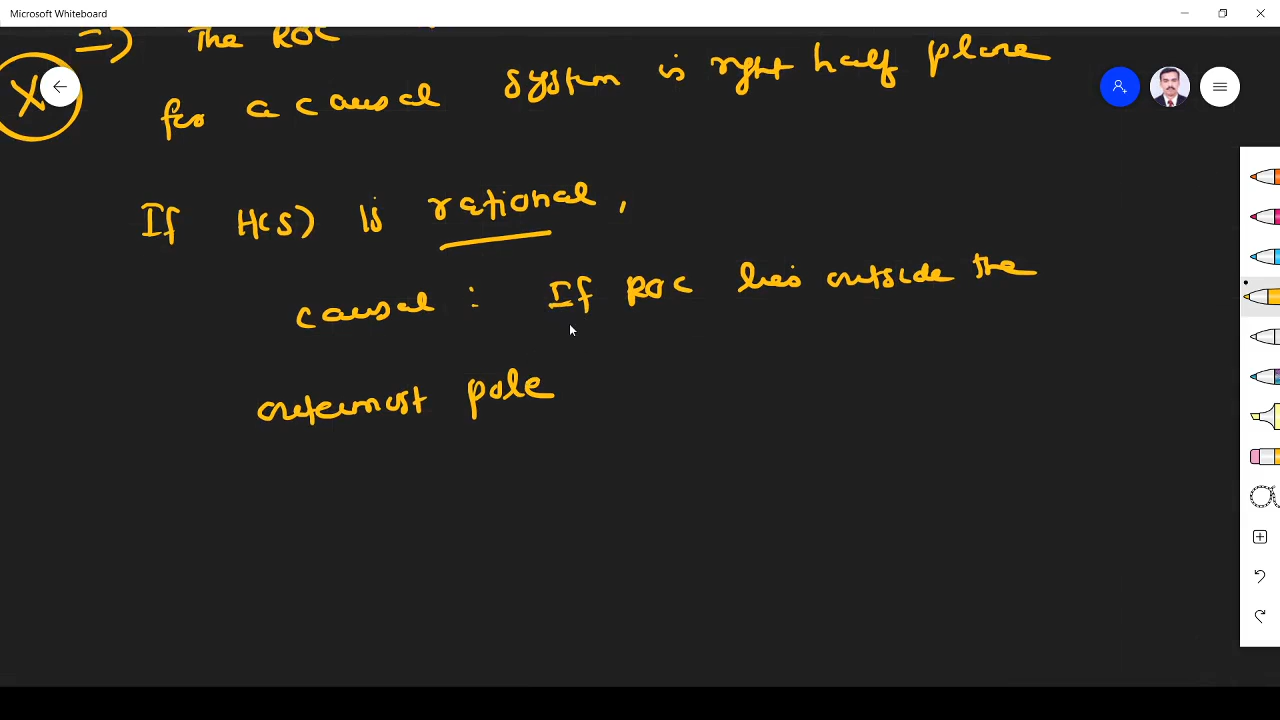 Microsoft Whiteboard
=) The ROC
X for a causal system is right half plane
If H(S) is rational,
causal : If ROC lies outside the
outermost pole